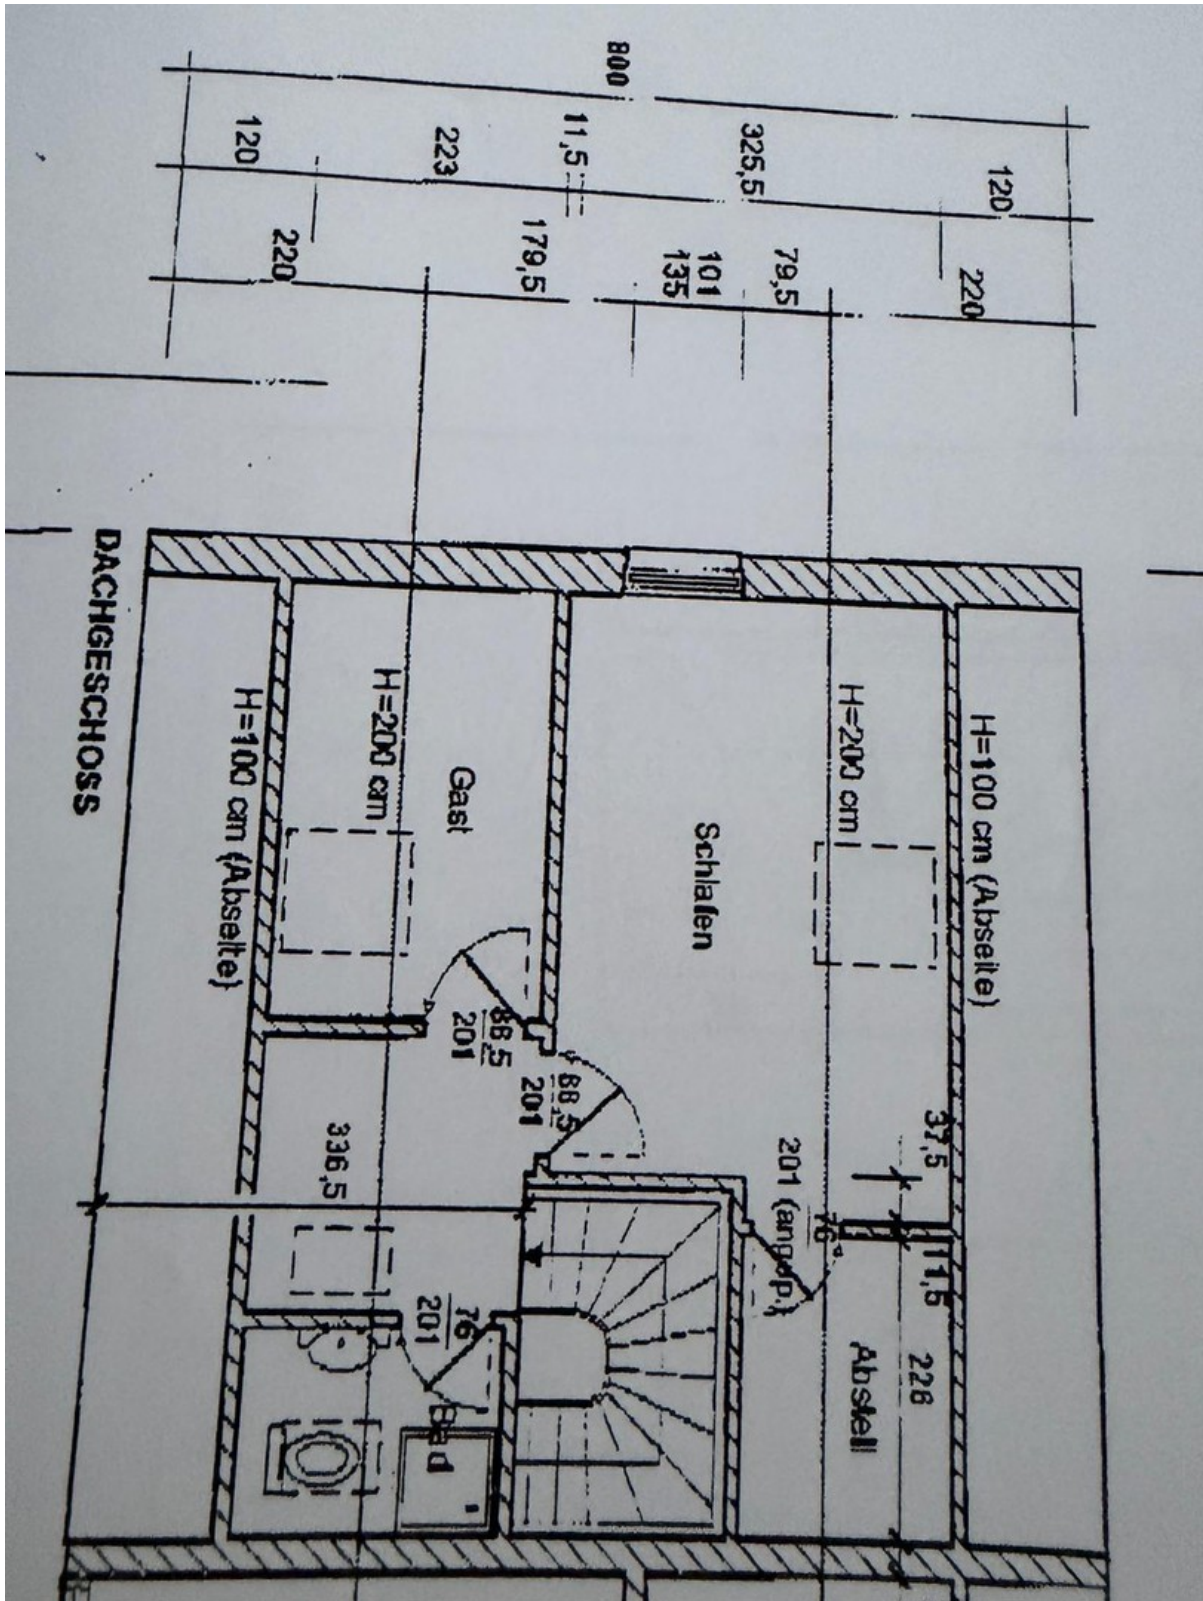 800
120
223
11,5
325,5
120
220
179,5
101
135
79,5
220
DACHGESCHOSS
H=100 cm (Abseite)
H=200 cm
Gast
Schlafen
H=200 cm
H=100 cm (Abseite)
88,5
201
88,5
201
37,5
76
201 (angep.)
11,5
336,5
76
201
Bad
Abstell
226